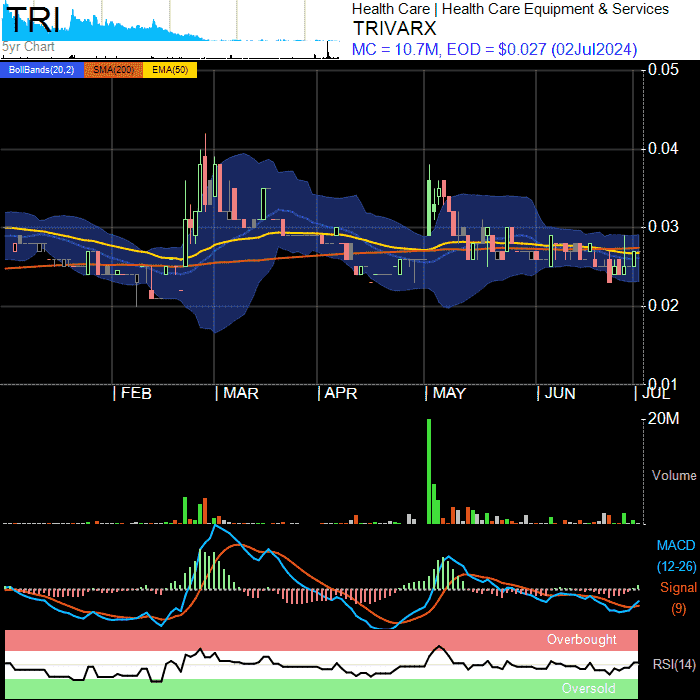 TRI
5yr Chart
Health Care | Health Care Equipment & Services
TRIVARX
MC = 10.7M, EOD = $0.027 (02Jul2024)
BollBands(20,2) SMA(200) EMA(50)
0.05
0.04
0.03
0.02
0.01
| FEB | MAR | APR | MAY | JUN | JUL
20M
Volume
MACD
(12-26)
Signal
(9)
Overbought
RSI(14)
Oversold